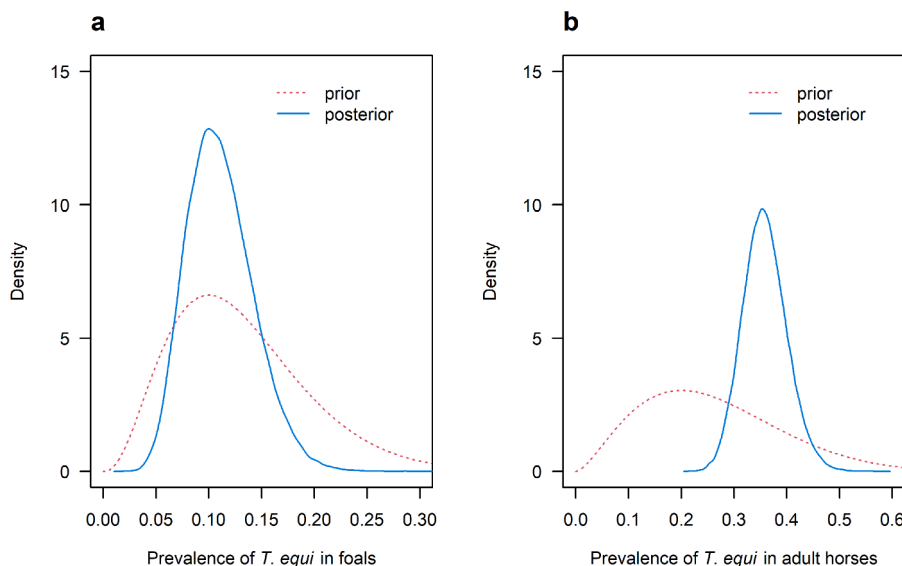 a
15
10
5
0
Density
prior
posterior
0.00 0.05 0.10 0.15 0.20 0.25 0.30
Prevalence of T. equi in foals
b
15
10
5
0
Density
prior
posterior
0.0 0.1 0.2 0.3 0.4 0.5 0.6
Prevalence of T. equi in adult horses